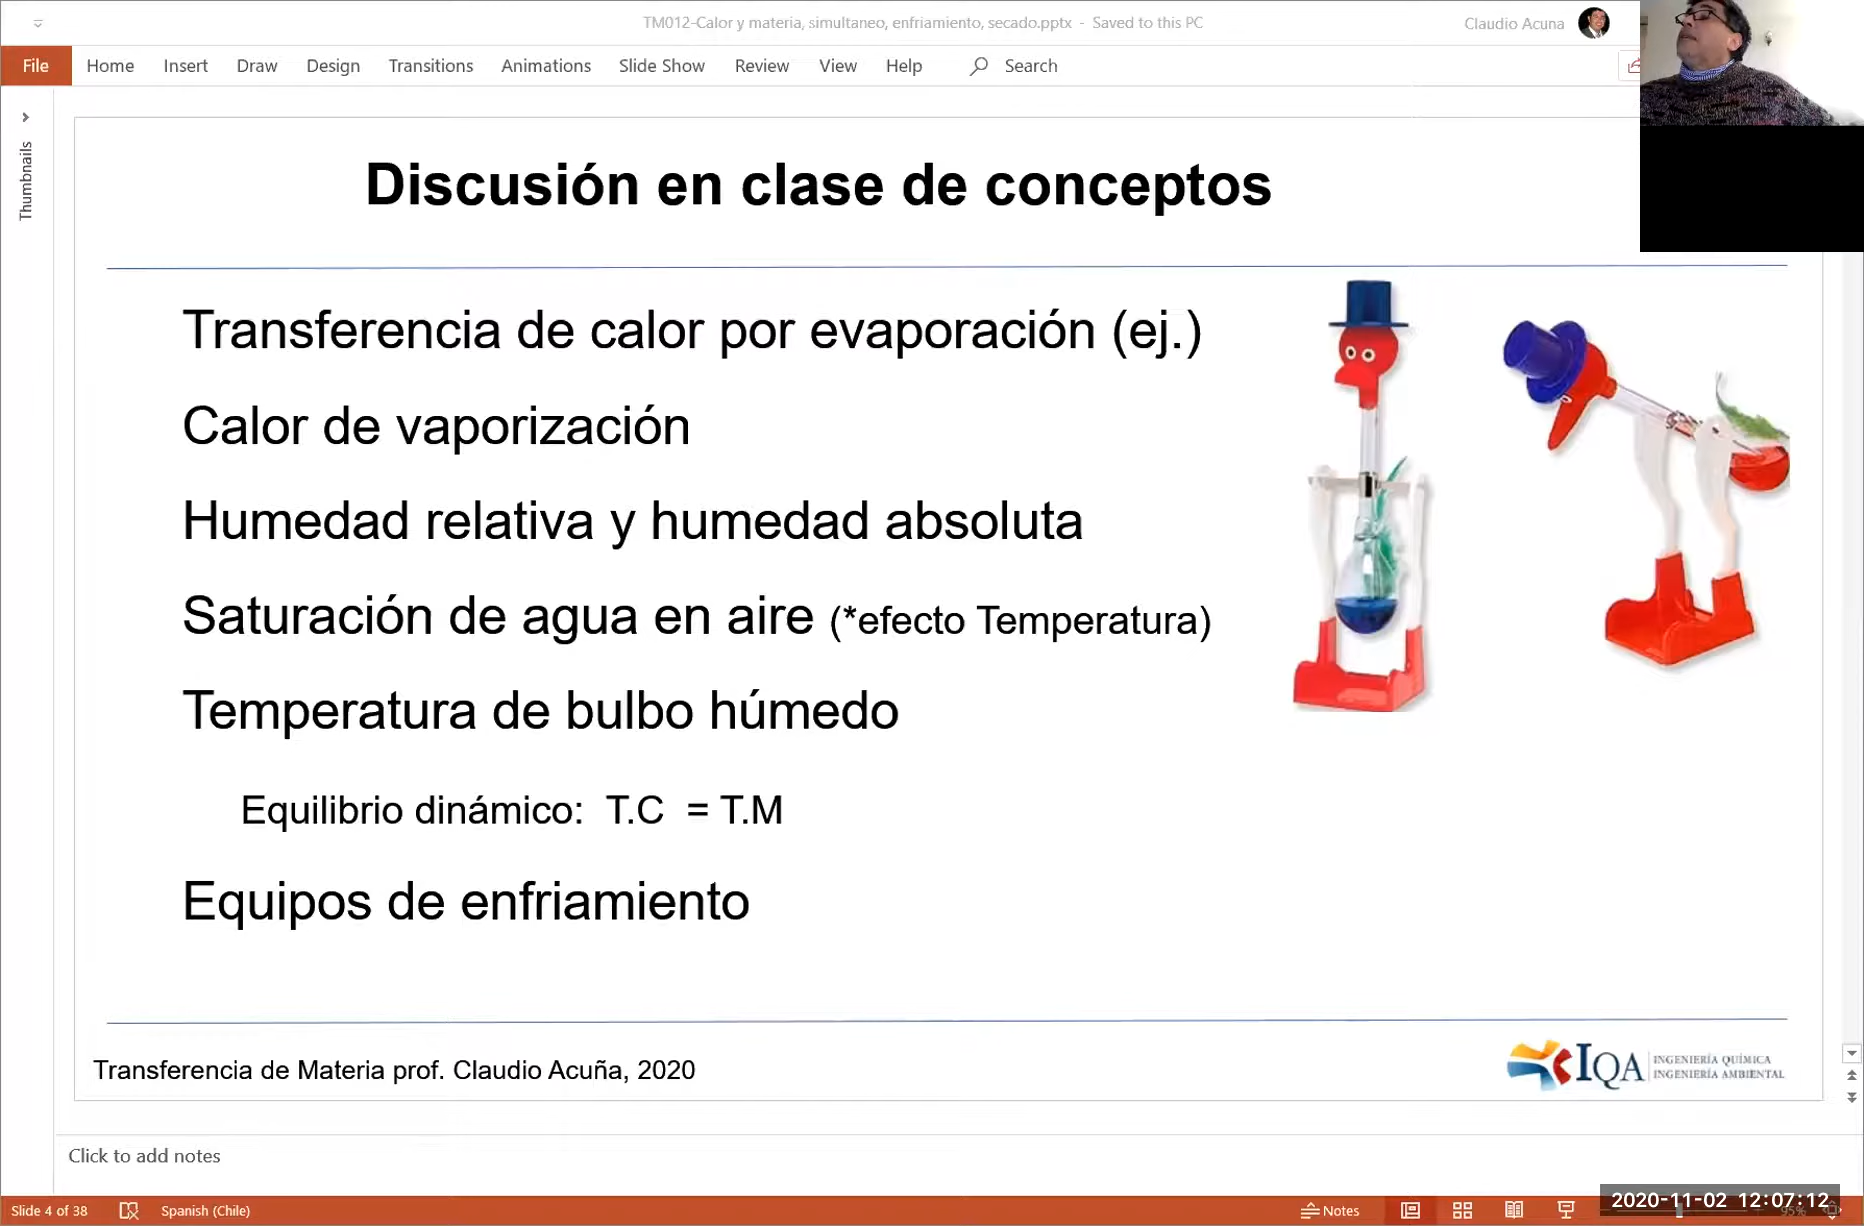 TM012-Calor y materia, simultaneo, enfriamiento, secado.pptx - Saved to this PC
Claudio Acuna
File Home Insert Draw Design Transitions Animations Slide Show Review View Help Search
Thumbnails
Discusión en clase de conceptos
Transferencia de calor por evaporación (ej.)
Calor de vaporización
Humedad relativa y humedad absoluta
Saturación de agua en aire (*efecto Temperatura)
Temperatura de bulbo húmedo
Equilibrio dinámico: T.C = T.M
Equipos de enfriamiento
Transferencia de Materia prof. Claudio Acuña, 2020
IQA INGENIERÍA QUÍMICA
INGENIERÍA AMBIENTAL
Click to add notes
Slide 4 of 38 Spanish (Chile) Notes 95%
2020-11-02 12:07:12